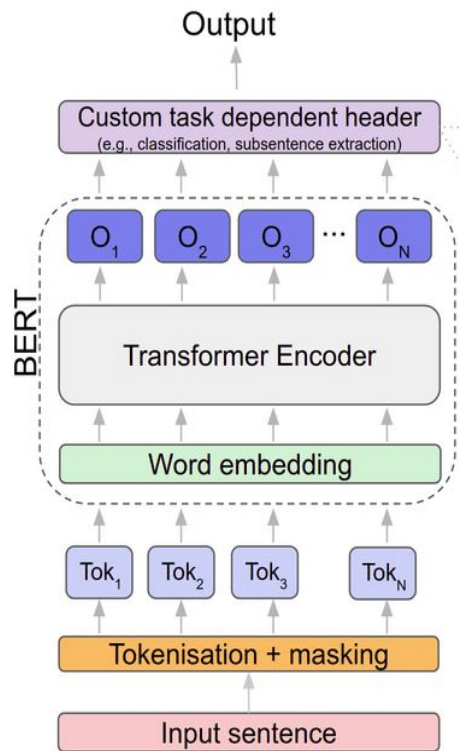 Output
Custom task dependent header
(e.g., classification, subsentence extraction)
O1 O2 O3 ... ON
BERT
Transformer Encoder
Word embedding
Tok1 Tok2 Tok3 TokN
Tokenisation + masking
Input sentence